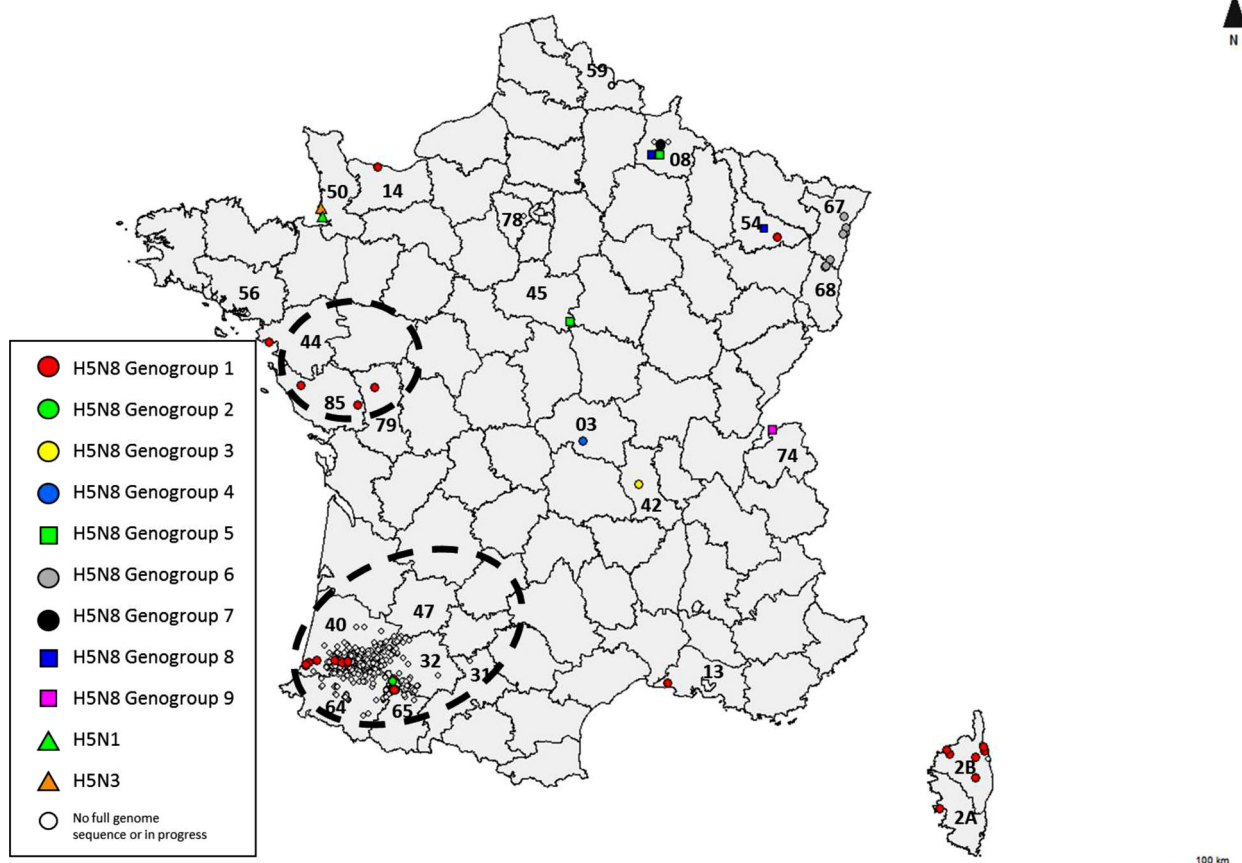 N
59
08
50
14
67
78
54
56
45
68
44
85
03
79
74
42
47
40
32
31
13
64
65
2B
2A
H5N8 Genogroup 1
H5N8 Genogroup 2
H5N8 Genogroup 3
H5N8 Genogroup 4
H5N8 Genogroup 5
H5N8 Genogroup 6
H5N8 Genogroup 7
H5N8 Genogroup 8
H5N8 Genogroup 9
H5N1
H5N3
No full genome
sequence or in progress
100 km